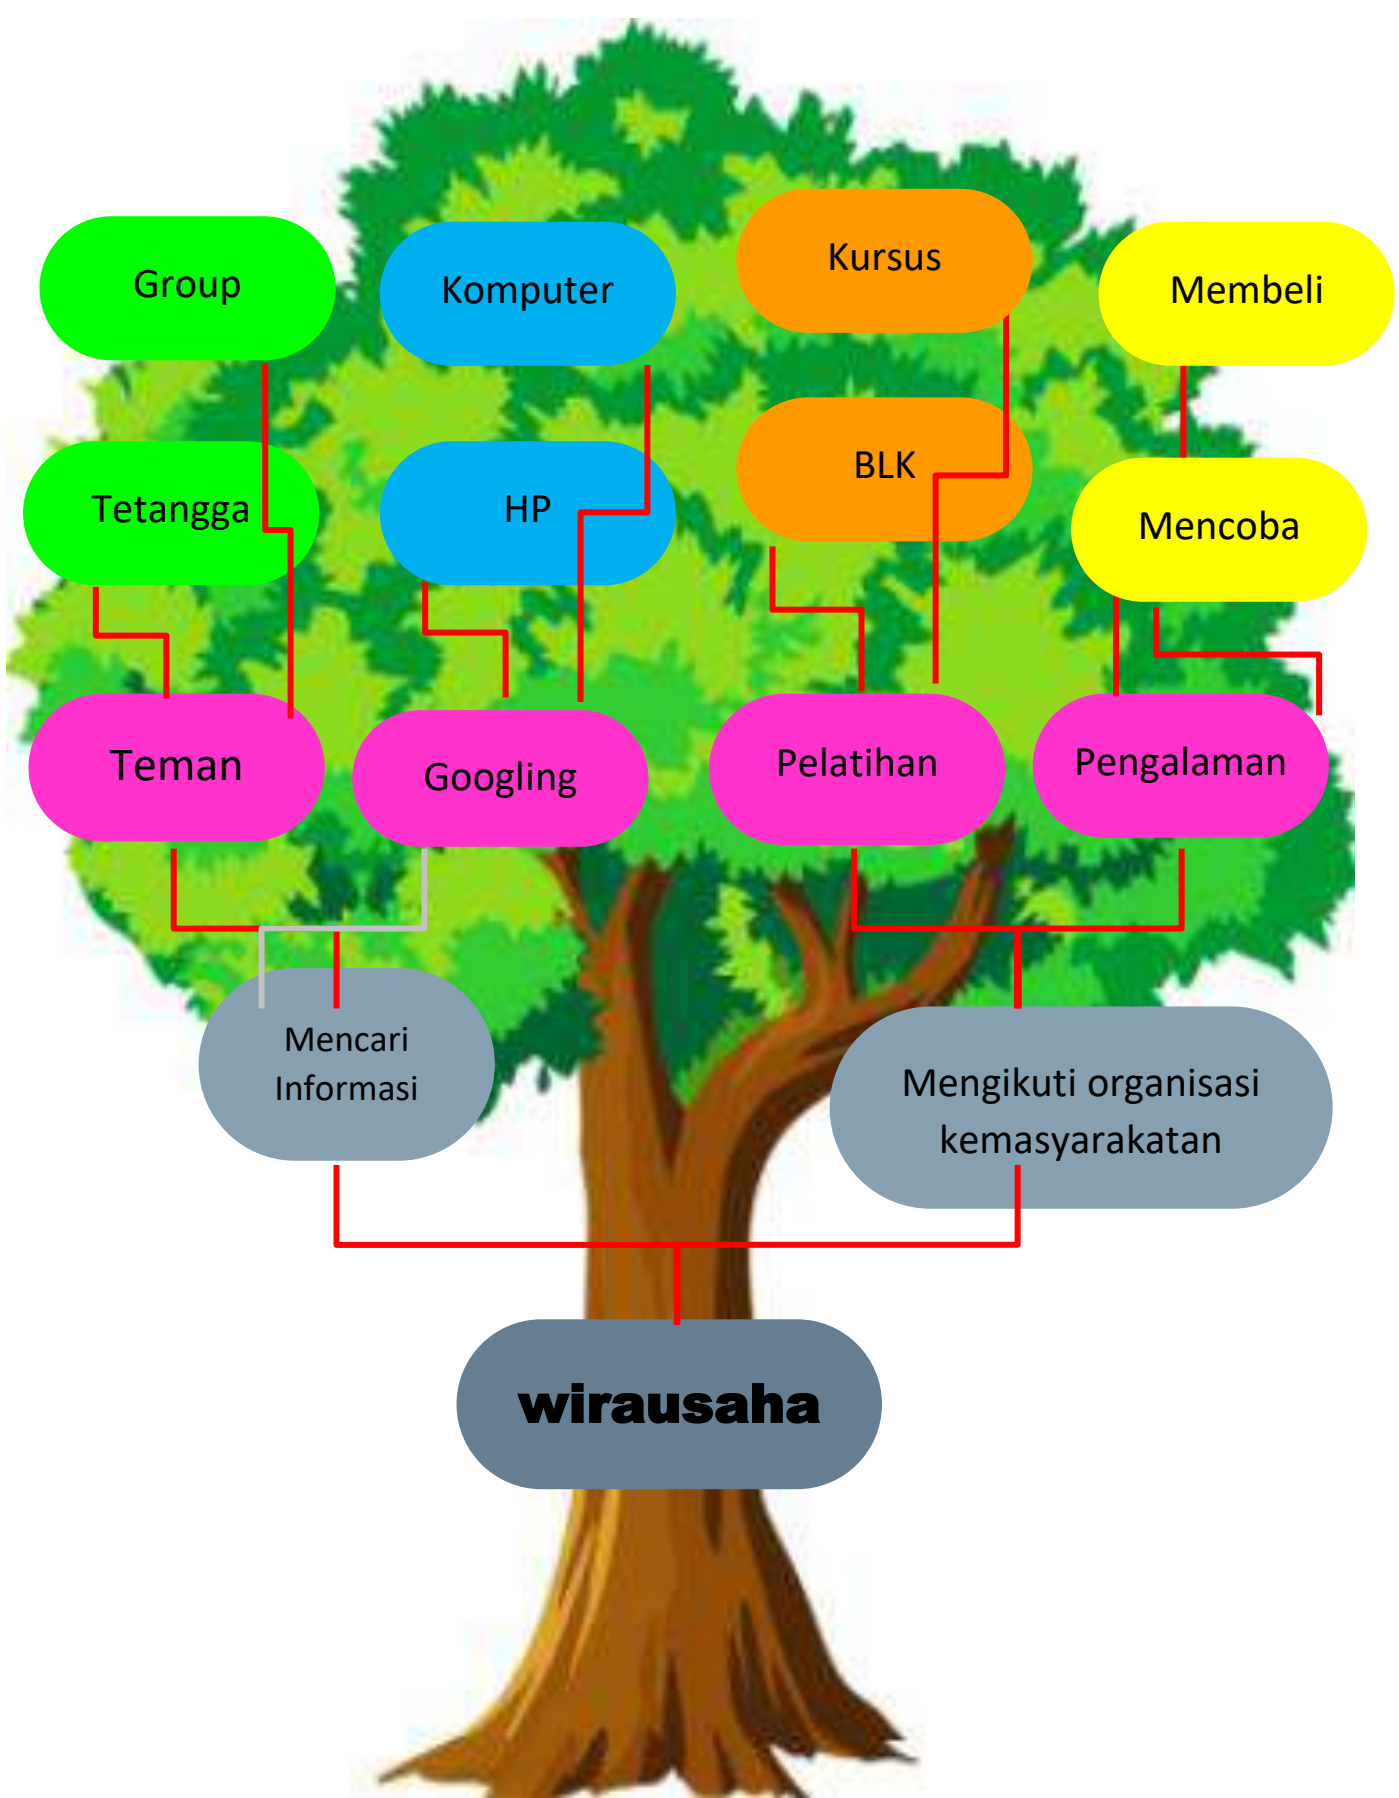 Group
Komputer
Kursus
Membeli
Tetangga
HP
BLK
Mencoba
Teman
Googling
Pelatihan
Pengalaman
Mencari
Informasi
Mengikuti organisasi
kemasyarakatan
wirausaha